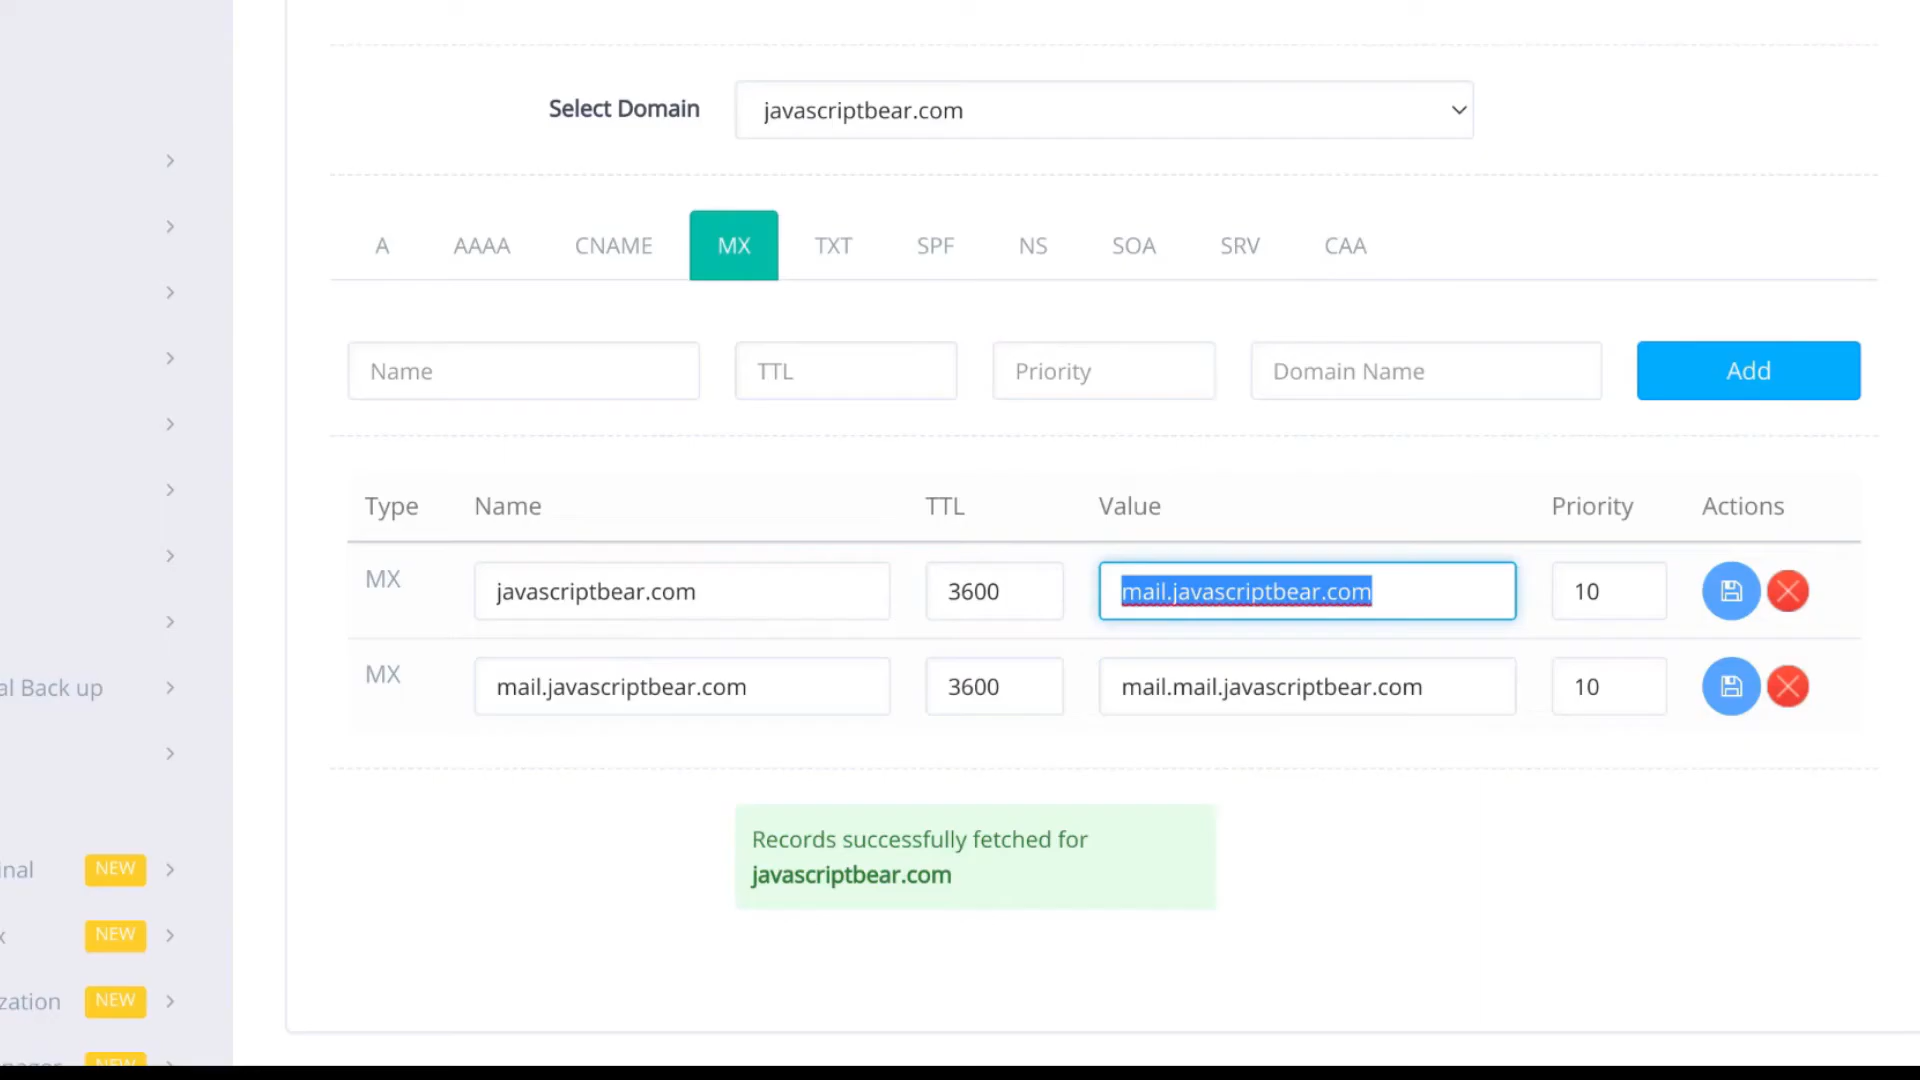 Select Domain javascriptbear.com
A AAAA CNAME MX TXT SPF NS SOA SRV CAA
Name TTL Priority Domain Name Add
Type Name TTL Value Priority Actions
MX javascriptbear.com 3600 mail.javascriptbear.com 10
MX mail.javascriptbear.com 3600 mail.mail.javascriptbear.com 10
Records successfully fetched for
javascriptbear.com
al Back up
inal NEW
x NEW
zation NEW
NEW